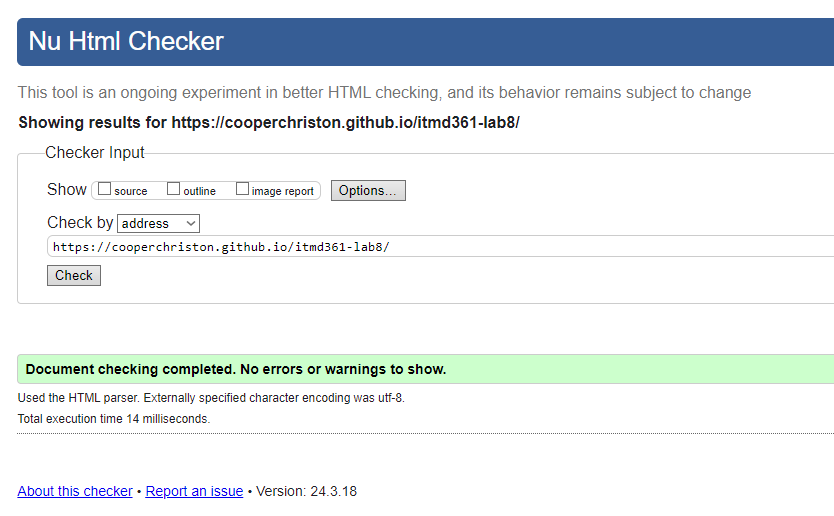 Nu Html Checker
This tool is an ongoing experiment in better HTML checking, and its behavior remains subject to change
Showing results for https://cooperchriston.github.io/itmd361-lab8/
Checker Input
Show source outline image report Options...
Check by address
https://cooperchriston.github.io/itmd361-lab8/
Check
Document checking completed. No errors or warnings to show.
Used the HTML parser. Externally specified character encoding was utf-8.
Total execution time 14 milliseconds.
About this checker • Report an issue • Version: 24.3.18